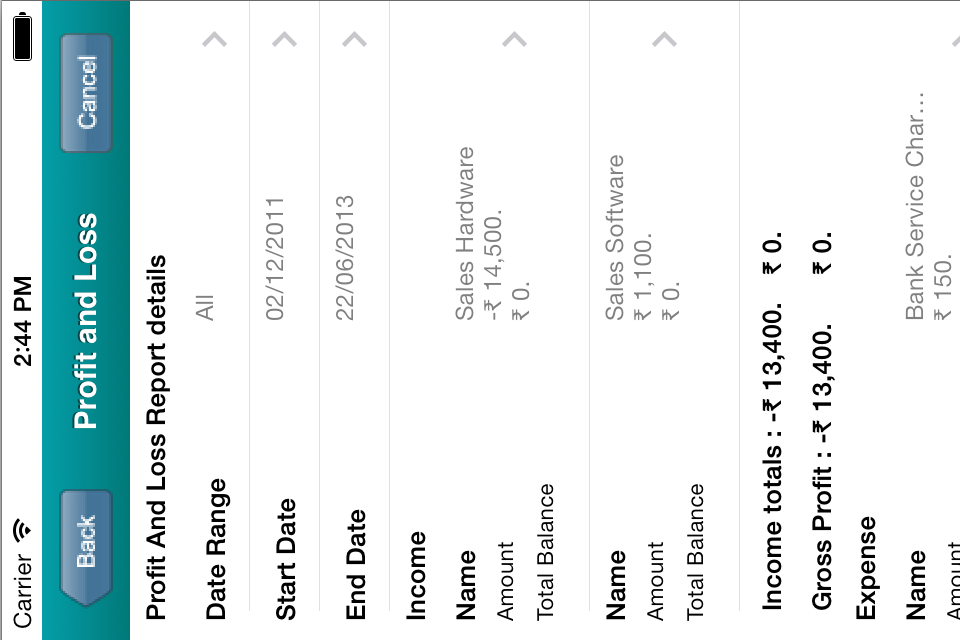 Carrier 2:44 PM
Back Profit and Loss Cancel
Profit And Loss Report details
Date Range All
Start Date 02/12/2011
End Date 22/06/2013
Income
Name Sales Hardware
Amount -₹ 14,500.
Total Balance ₹ 0.
Name Sales Software
Amount ₹ 1,100.
Total Balance ₹ 0.
Income totals : -₹ 13,400. ₹ 0.
Gross Profit : -₹ 13,400. ₹ 0.
Expense
Name Bank Service Char...
Amount ₹ 150.